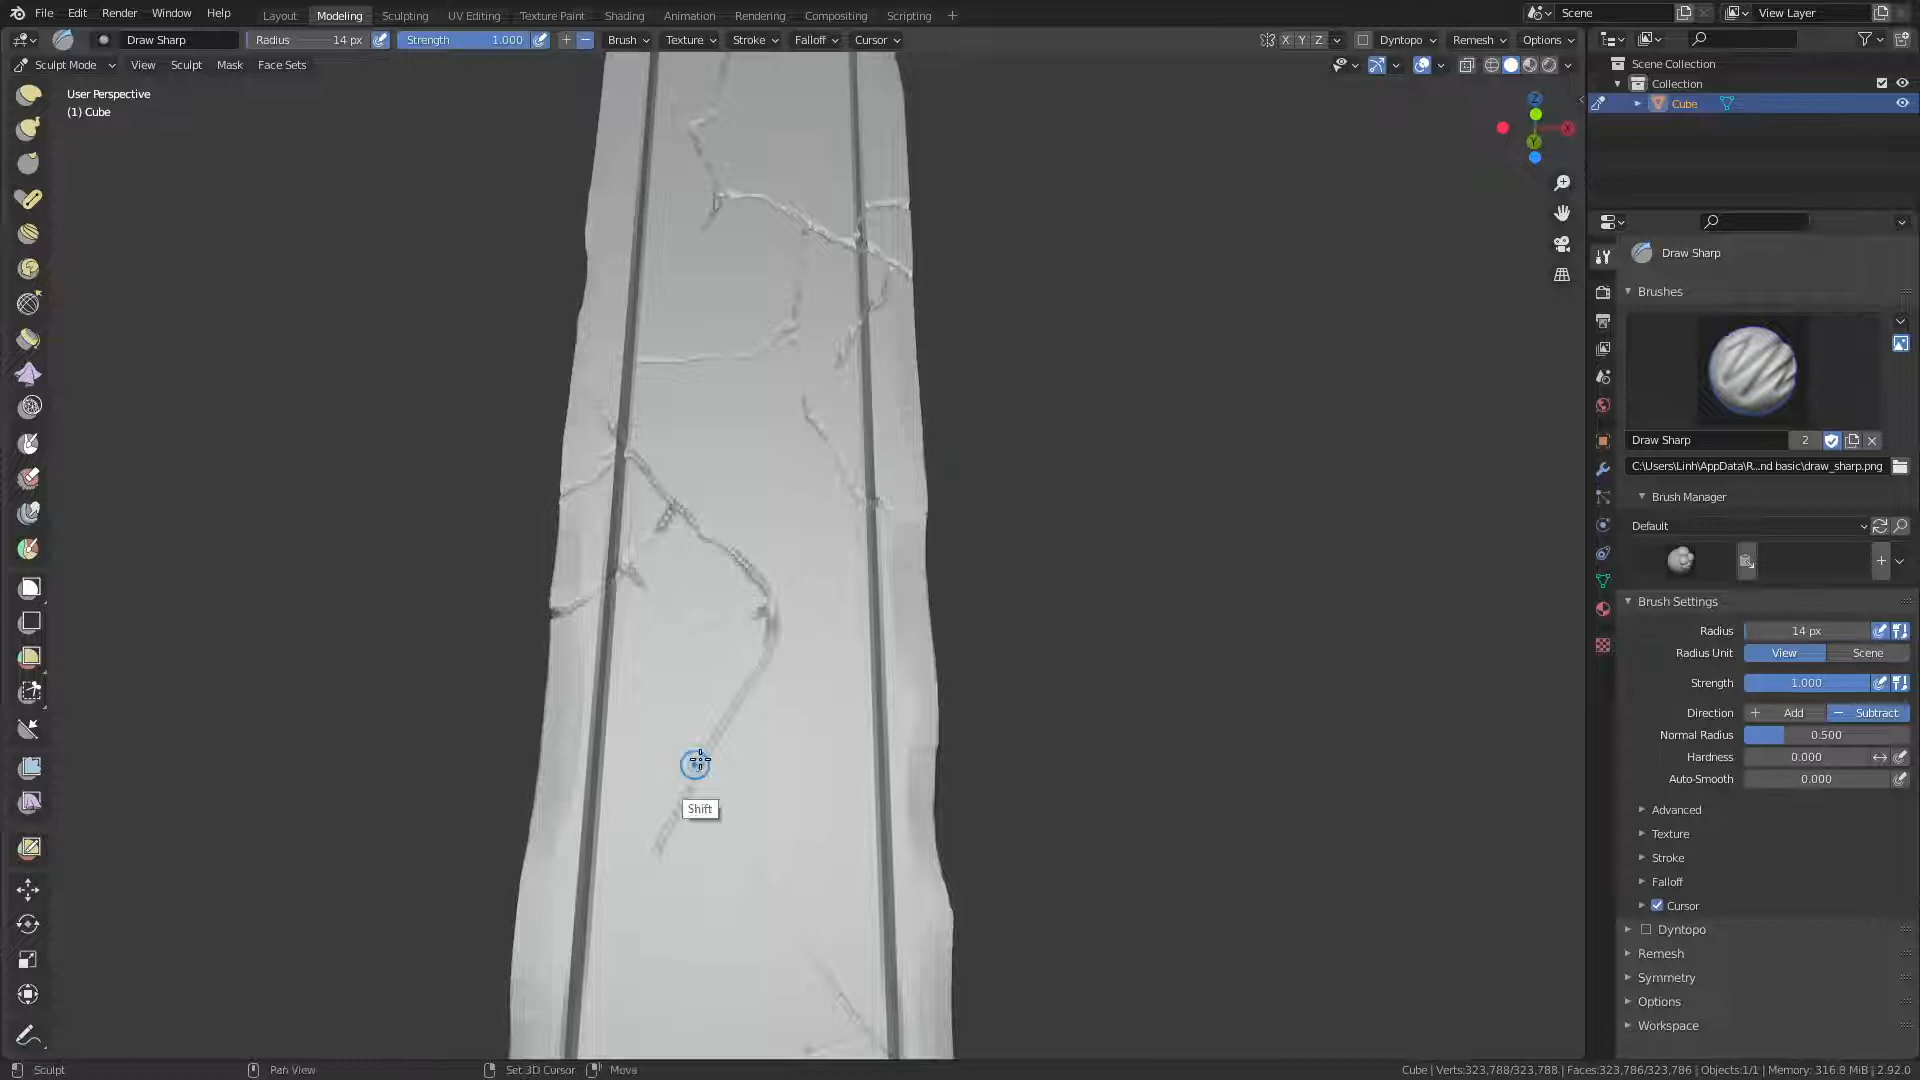 File Edit Render Window Help Layout Modeling Sculpting UV Editing Texture Paint Shading Animation Rendering Compositing Scripting + Scene View Layer
Draw Sharp Radius 14 px Strength 1.000 + − Brush Texture Stroke Falloff Cursor X Y Z Dyntopo Remesh Options
Sculpt Mode View Sculpt Mask Face Sets
User Perspective
(1) Cube
Z
X
Y
Shift
Scene Collection
Collection
Cube
Draw Sharp
Brushes
Draw Sharp 2
C:\Users\Linh\AppData\R...nd basic\draw_sharp.png
Brush Manager
Default
Brush Settings
Radius 14 px
Radius Unit View Scene
Strength 1.000
Direction + Add − Subtract
Normal Radius 0.500
Hardness 0.000
Auto-Smooth 0.000
Advanced
Texture
Stroke
Falloff
Cursor
Dyntopo
Remesh
Symmetry
Options
Workspace
Sculpt Pan View Set 3D Cursor Move Cube | Verts:323,788/323,788 | Faces:323,786/323,786 | Objects:1/1 | Memory: 316.8 MiB | 2.92.0